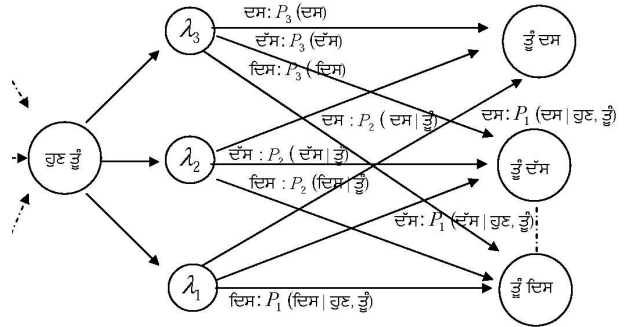 ਦਸ: P₃ (ਦਸ)
λ₃
ਤੂੰ ਦਸ
ਦੱਸ: P₃ (ਦੱਸ)
ਦਿਸ: P₃ (ਦਿਸ)
ਦਸ : P₂ ( ਦਸ | ਤੂੰ)
ਦਸ: P₁ (ਦਸ | ਹੁਣ, ਤੂੰ)
ਹੁਣ ਤੂੰ
λ₂
ਦੱਸ : P₂ (ਦੱਸ | ਤੂੰ)
ਤੂੰ ਦੱਸ
ਦਿਸ : P₂ (ਦਿਸ | ਤੂੰ)
ਦੱਸ: P₁ (ਦੱਸ | ਹੁਣ, ਤੂੰ)
λ₁
ਦਿਸ: P₁ (ਦਿਸ | ਹੁਣ, ਤੂੰ)
ਤੂੰ ਦਿਸ